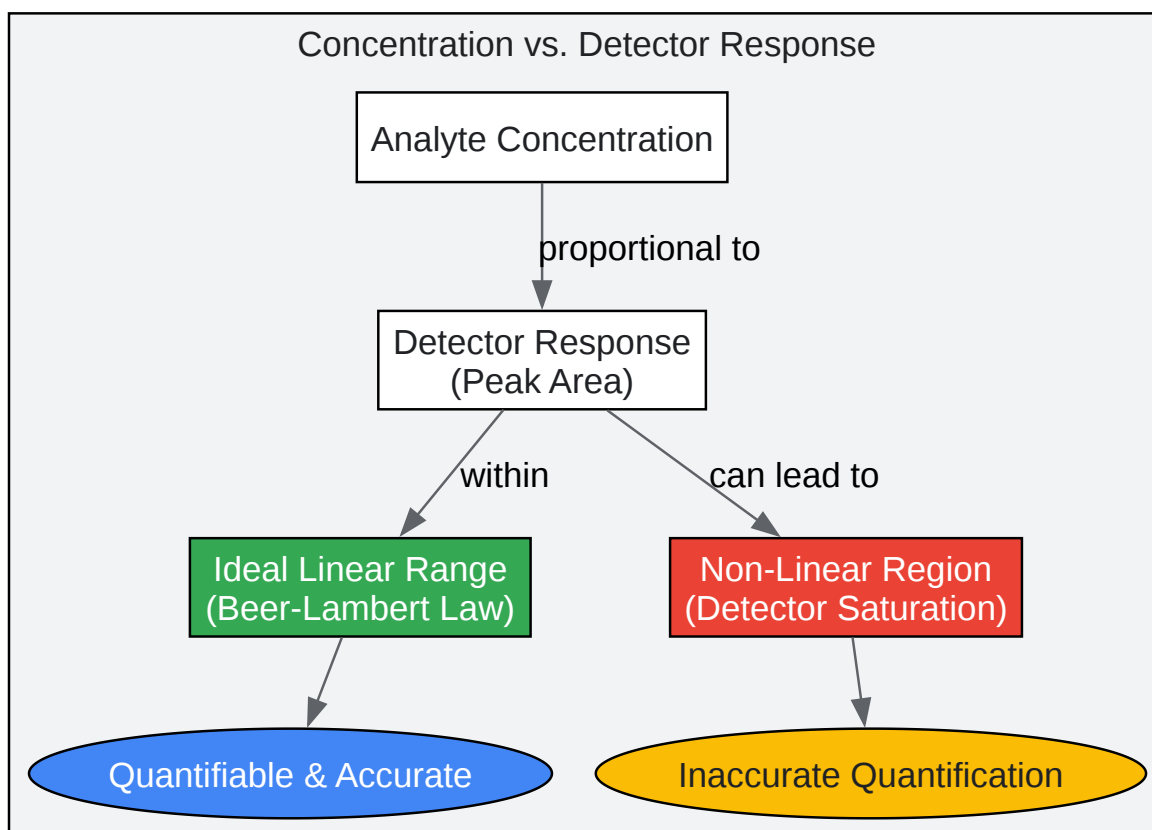 Concentration vs. Detector Response
Analyte Concentration
proportional to
Detector Response
(Peak Area)
within
can lead to
Ideal Linear Range
(Beer-Lambert Law)
Non-Linear Region
(Detector Saturation)
Quantifiable & Accurate
Inaccurate Quantification